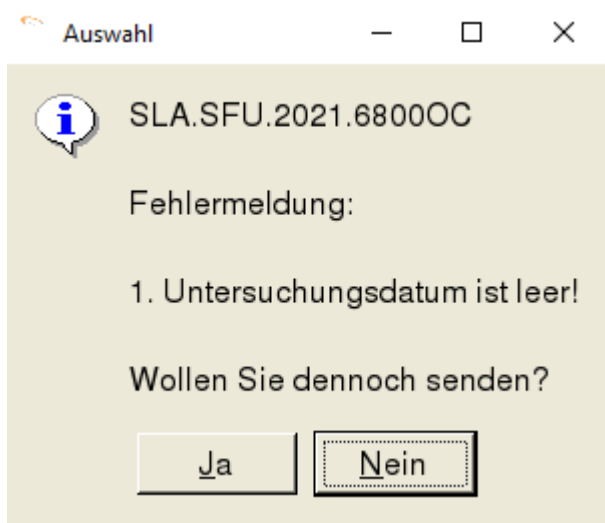 Auswahl
SLA.SFU.2021.6800OC
Fehlermeldung:
1. Untersuchungsdatum ist leer!
Wollen Sie dennoch senden?
Ja
Nein